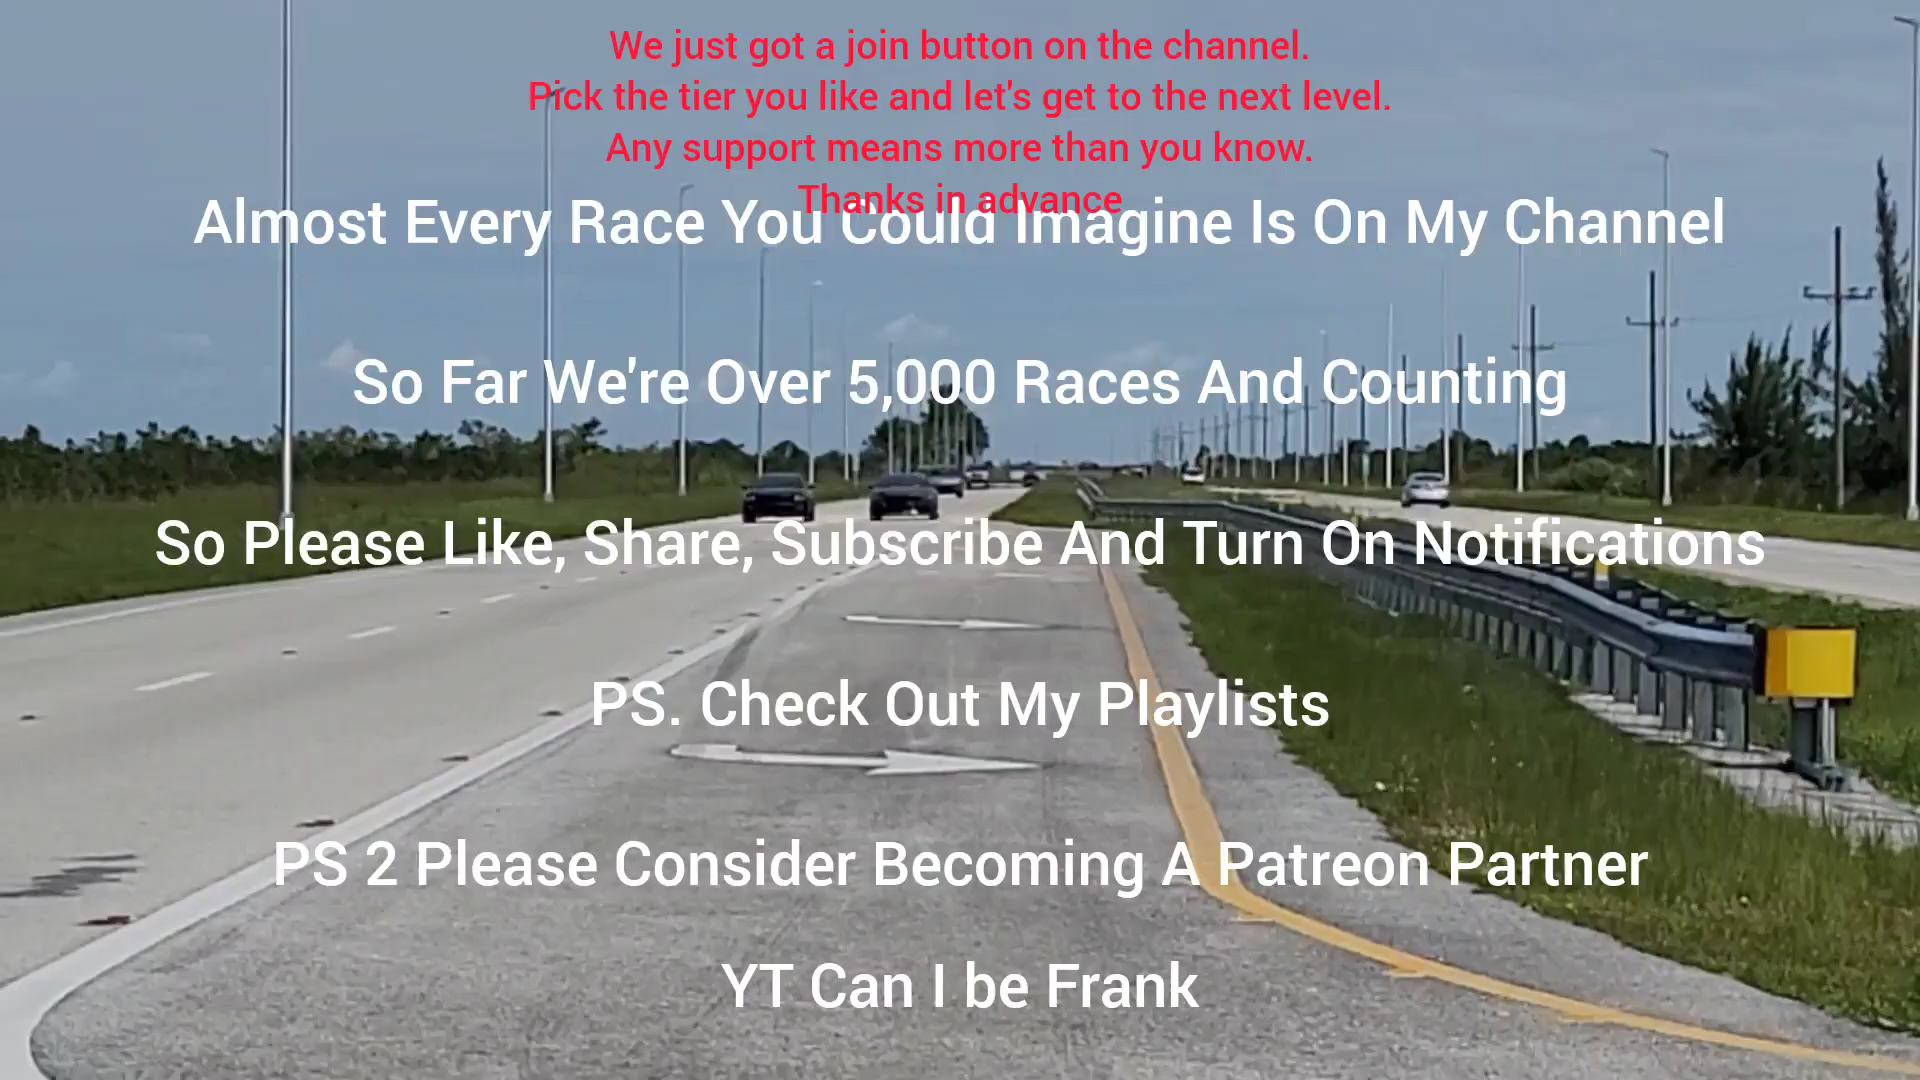 We just got a join button on the channel.
Pick the tier you like and let's get to the next level.
Any support means more than you know.
Thanks in advance
Almost Every Race You Could Imagine Is On My Channel
So Far We're Over 5,000 Races And Counting
So Please Like, Share, Subscribe And Turn On Notifications
PS. Check Out My Playlists
PS 2 Please Consider Becoming A Patreon Partner
YT Can I be Frank